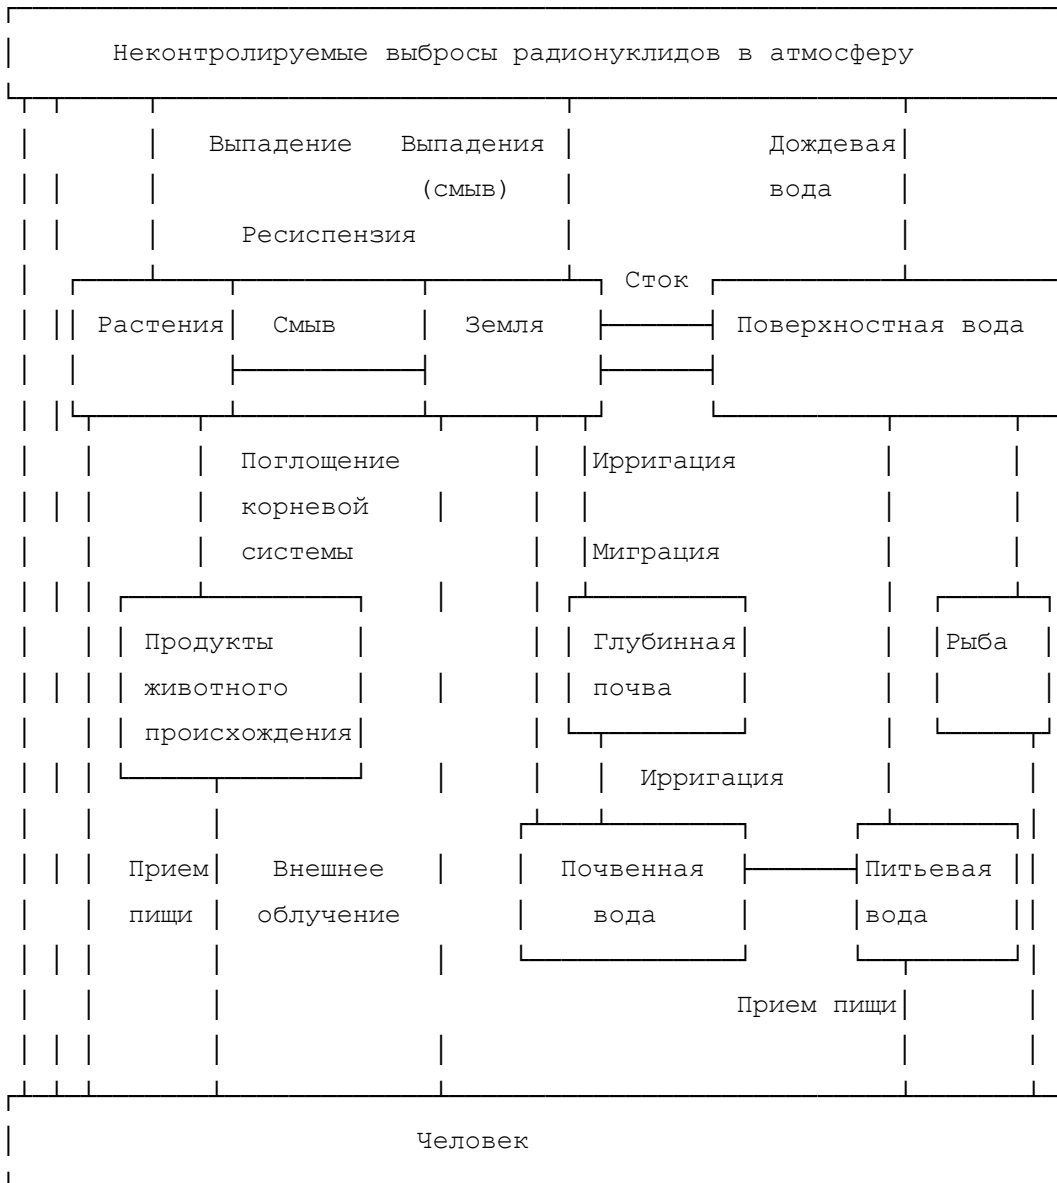 Неконтролируемые выбросы радионуклидов в атмосферу
Выпадение Выпадения Дождевая
(смыв) вода
Ресиспензия
Сток
Растения Смыв Земля Поверхностная вода
Поглощение Ирригация
корневой
системы Миграция
Продукты Глубинная Рыба
животного почва
происхождения
Ирригация
Прием Внешнее Почвенная Питьевая
пищи облучение вода вода
Прием пищи
Человек